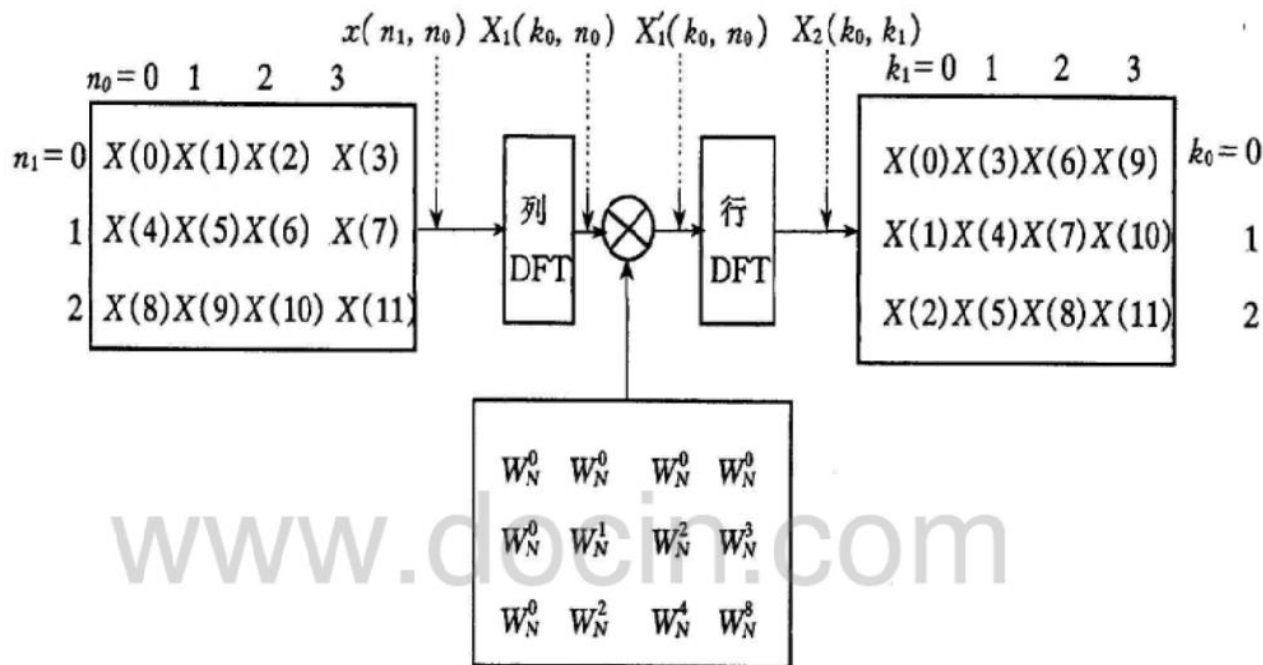 x(n₁, n₀) X₁(k₀, n₀) X₁′(k₀, n₀) X₂(k₀, k₁)
n₀ = 0 1 2 3
k₁ = 0 1 2 3
n₁ = 0 X(0) X(1) X(2) X(3)
1 X(4) X(5) X(6) X(7)
2 X(8) X(9) X(10) X(11)
列
DFT
行
DFT
X(0) X(3) X(6) X(9) k₀ = 0
X(1) X(4) X(7) X(10) 1
X(2) X(5) X(8) X(11) 2
W_N^0 W_N^0 W_N^0 W_N^0
W_N^0 W_N^1 W_N^2 W_N^3
W_N^0 W_N^2 W_N^4 W_N^8
www.docin.com